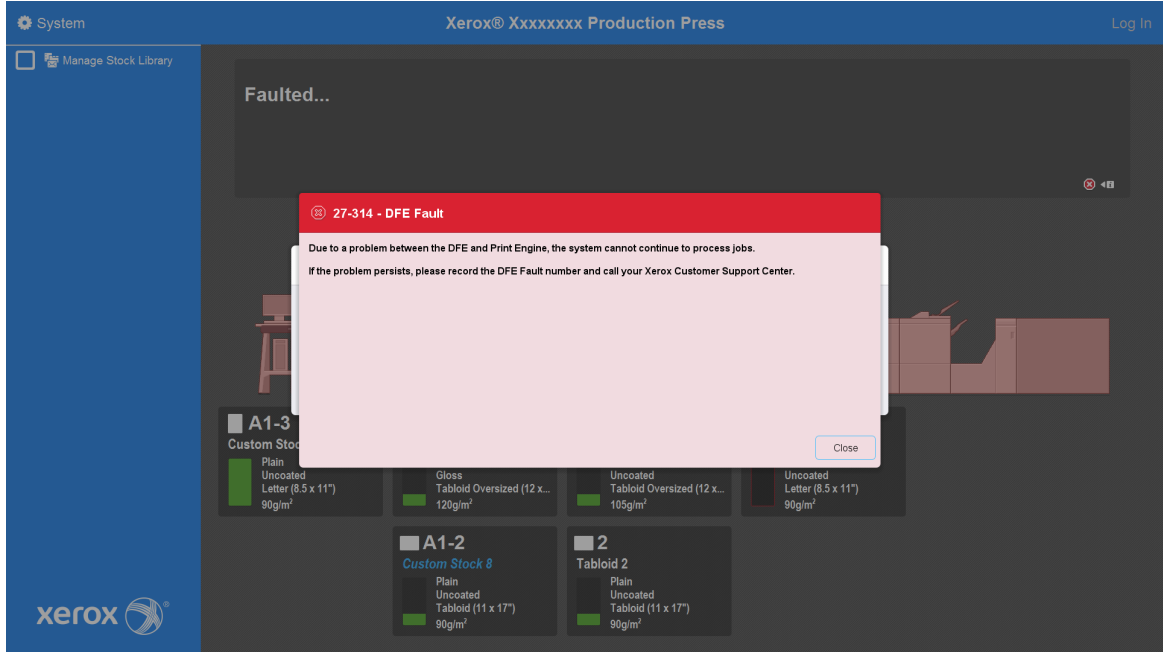 System
Xerox® Xxxxxxxx Production Press
Log In
Manage Stock Library
Faulted...
27-314 - DFE Fault
Due to a problem between the DFE and Print Engine, the system cannot continue to process jobs.
If the problem persists, please record the DFE Fault number and call your Xerox Customer Support Center.
Close
A1-3
Custom Stoc
Plain
Uncoated
Letter (8.5 x 11")
90g/m²
Gloss
Tabloid Oversized (12 x...
120g/m²
Uncoated
Tabloid Oversized (12 x...
105g/m²
Uncoated
Letter (8.5 x 11")
90g/m²
A1-2
Custom Stock 8
Plain
Uncoated
Tabloid (11 x 17")
90g/m²
2
Tabloid 2
Plain
Uncoated
Tabloid (11 x 17")
90g/m²
xerox ®